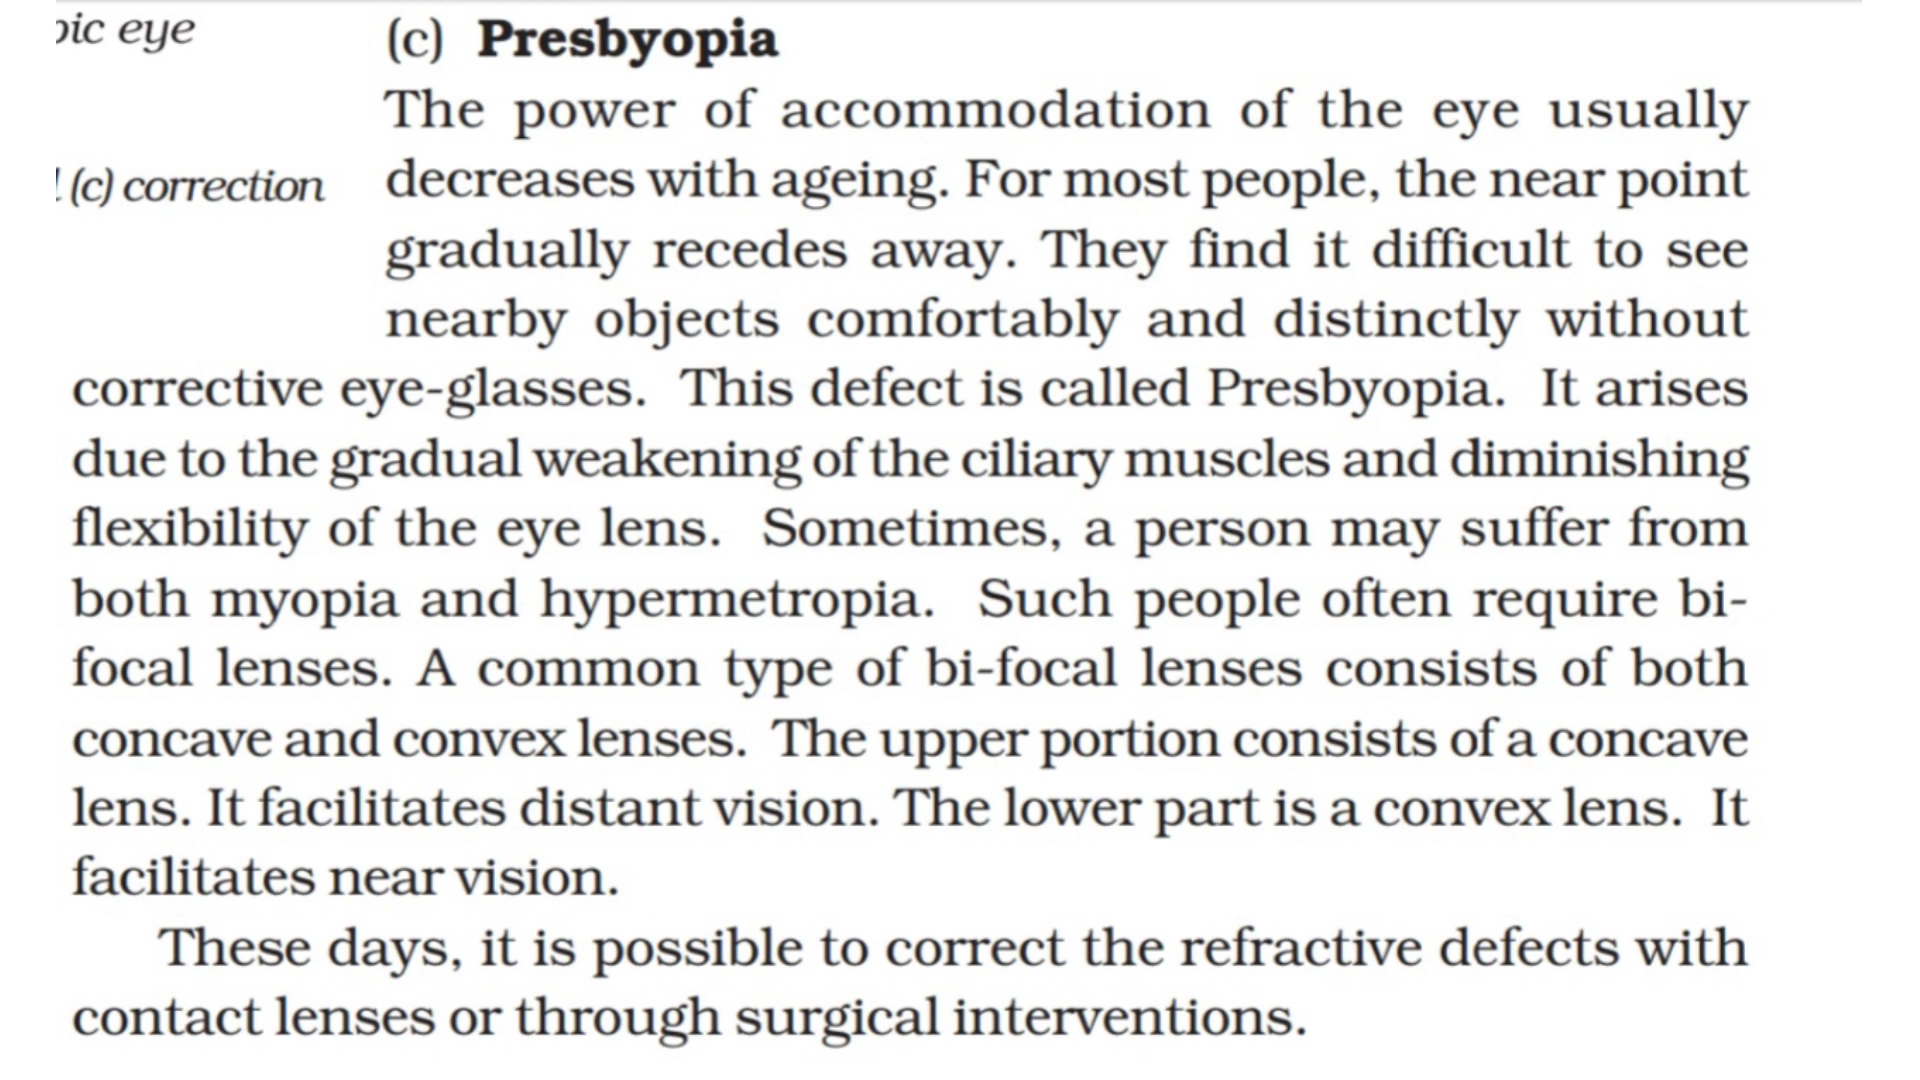 eye
(c) Presbyopia
The power of accommodation of the eye usually
(c) correction
decreases with ageing. For most people, the near point
gradually recedes away. They find it difficult to see
nearby objects comfortably and distinctly without
corrective eye-glasses. This defect is called Presbyopia. It arises
due to the gradual weakening of the ciliary muscles and diminishing
flexibility of the eye lens. Sometimes, a person may suffer from
both myopia and hypermetropia. Such people often require bi-
focal lenses. A common type of bi-focal lenses consists of both
concave and convex lenses. The upper portion consists of a concave
lens. It facilitates distant vision. The lower part is a convex lens. It
facilitates near vision.
These days, it is possible to correct the refractive defects with
contact lenses or through surgical interventions.